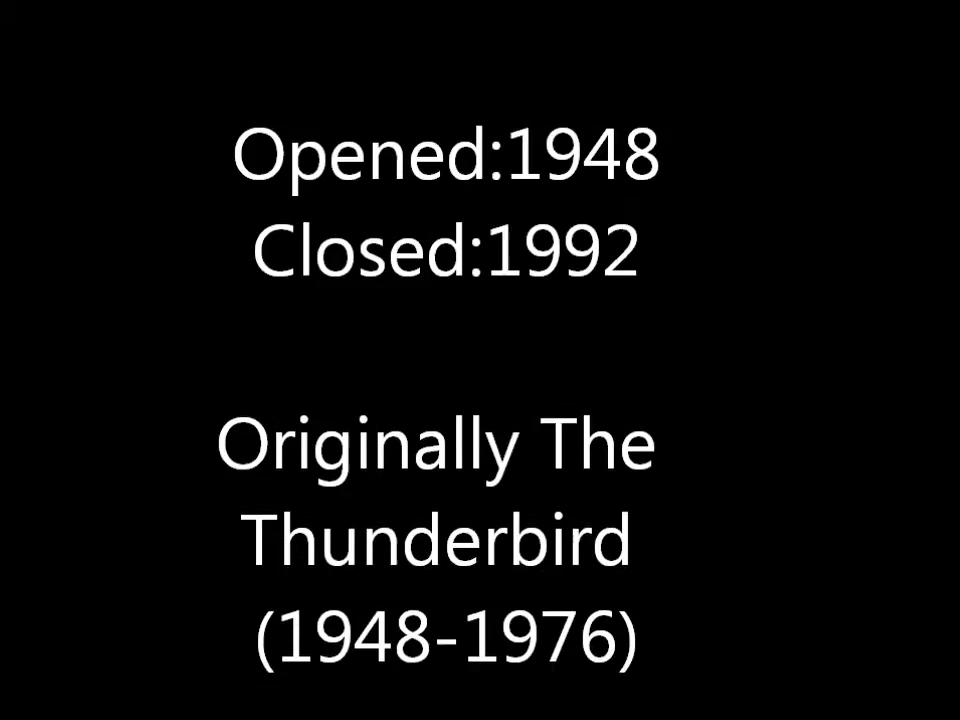 Opened:1948
Closed:1992
Originally The
Thunderbird
(1948-1976)